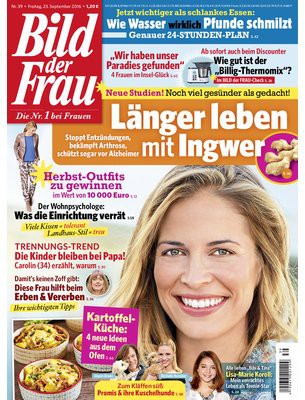 Nr. 39 • Freitag, 23. September 2016 • 1,20 €
Jetzt wichtiger als schlankes Essen:
Wie Wasser wirklich Pfunde schmilzt
Genauer 24-STUNDEN-PLAN
Bild
der
Frau
Die Nr. 1 bei Frauen
„Wir haben unser
Paradies gefunden“
4 Frauen im Insel-Glück
Ab sofort auch beim Discounter
Wie gut ist der
„Billig-Thermomix“?
Im BILD der FRAU-Check
Neue Studien! Noch viel gesünder als gedacht!
Länger leben
mit Ingwer
Stoppt Entzündungen,
bekämpft Arthrose,
schützt sogar vor Alzheimer
Herbst-Outfits
zu gewinnen
im Wert von 10 000 Euro
Der Wohnpsychologe:
Was die Einrichtung verrät
Viele Kissen = tolerant
Landhaus-Stil = treu
TRENNUNGS-TREND
Die Kinder bleiben bei Papa!
Carolin (34) erzählt, warum
Damit's keinen Zoff gibt:
Diese Frau hilft beim
Erben & Vererben
Kartoffel-
Küche:
4 neue Ideen
aus dem
Ofen
Zum Kläffen süß
Promis & ihre Kuschelhunde
Alle lieben „Bibi & Tina“
Lisa-Marie Koroll:
Mein verrücktes
Leben als Teenie-Star